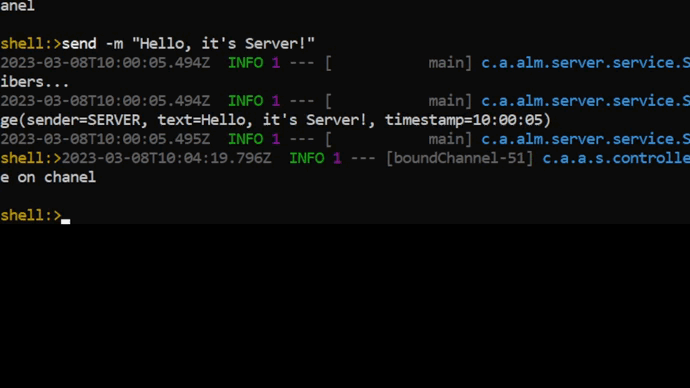 anel
shell:>send -m "Hello, it's Server!"
2023-03-08T10:00:05.494Z  INFO 1 --- [           main] c.a.alm.server.service.S
ibers...
2023-03-08T10:00:05.494Z  INFO 1 --- [           main] c.a.alm.server.service.S
ge(sender=SERVER, text=Hello, it's Server!, timestamp=10:00:05)
2023-03-08T10:00:05.495Z  INFO 1 --- [           main] c.a.alm.server.service.S
shell:>2023-03-08T10:04:19.796Z  INFO 1 --- [boundChannel-51] c.a.a.s.controlle
e on chanel
shell:>